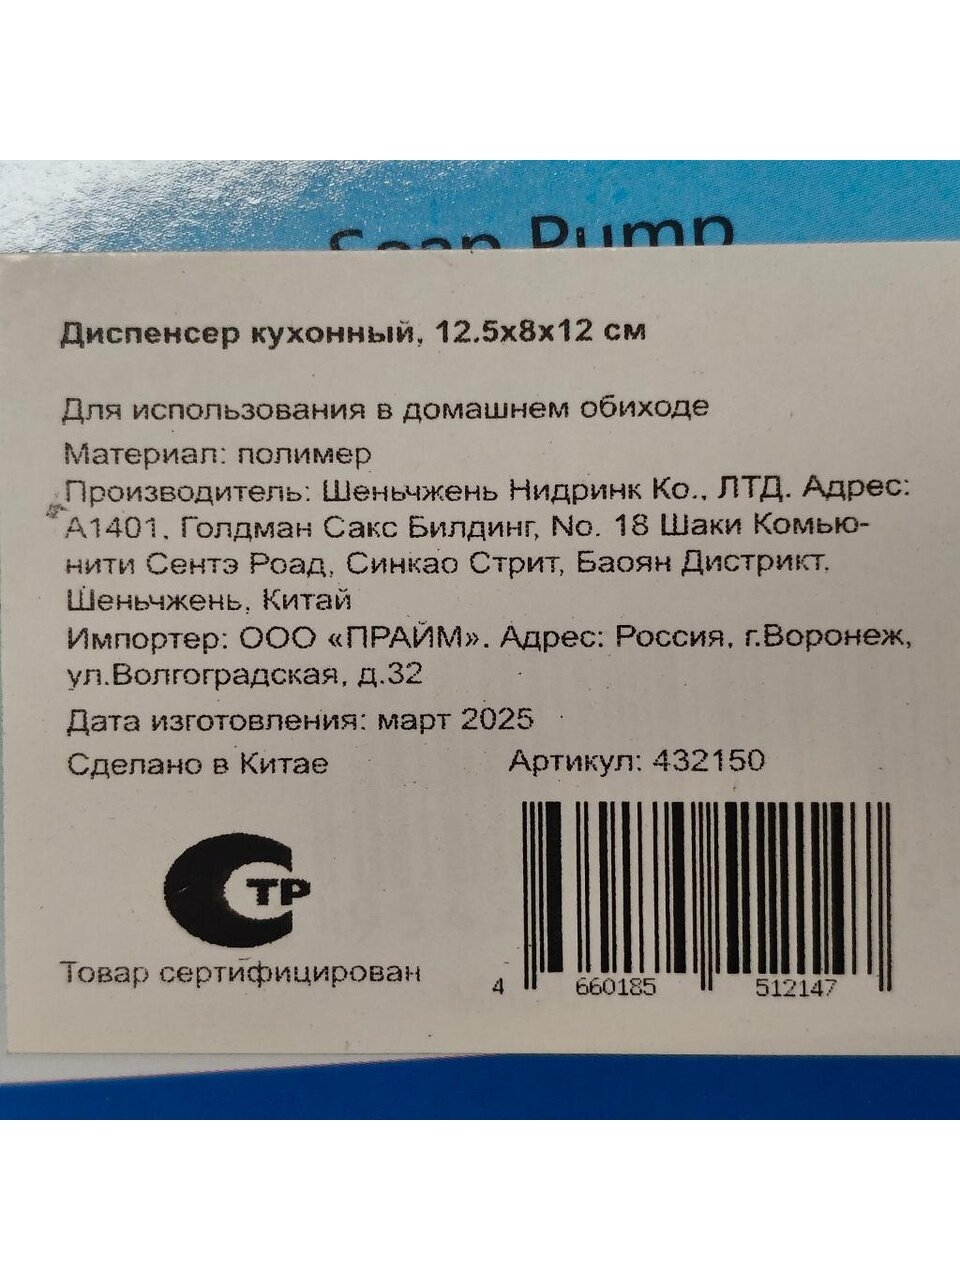 Soap Pump
Диспенсер кухонный, 12.5х8х12 см
Для использования в домашнем обиходе
Материал: полимер
Производитель: Шеньчжень Нидринк Ко., ЛТД. Адрес:
А1401, Голдман Сакс Билдинг, No. 18 Шаки Комью-
нити Сентэ Роад, Синкао Стрит, Баоян Дистрикт,
Шеньчжень, Китай
Импортер: ООО «ПРАЙМ». Адрес: Россия, г.Воронеж,
ул.Волгоградская, д.32
Дата изготовления: март 2025
Сделано в Китае
Артикул: 432150
СТР
Товар сертифицирован
4 660185 512147